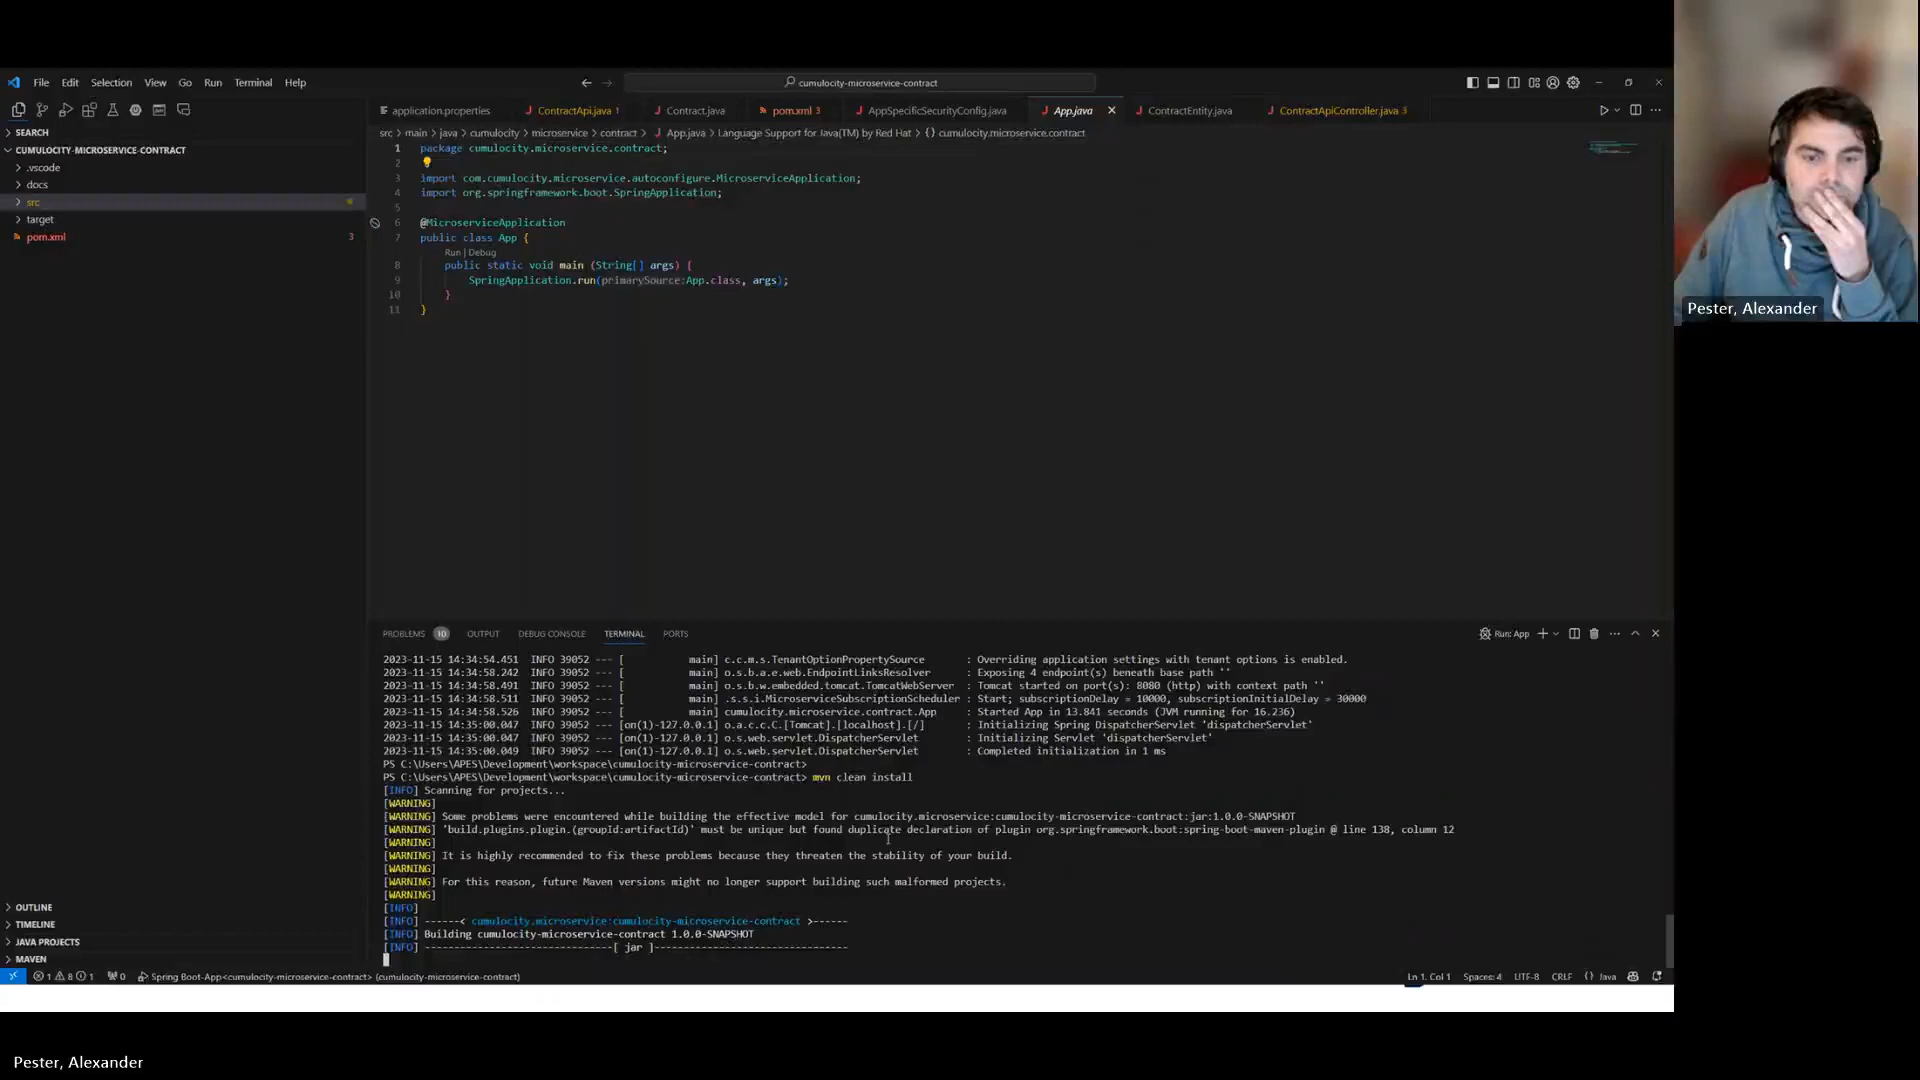 File Edit Selection View Go Run Terminal Help
cumulocity-microservice-contract
SEARCH
CUMULOCITY-MICROSERVICE-CONTRACT
.vscode
docs
src
target
pom.xml 3
OUTLINE
TIMELINE
JAVA PROJECTS
MAVEN
application.properties ContractApi.java 1 Contract.java pom.xml 3 AppSpecificSecurityConfig.java App.java ContractEntity.java ContractApiController.java 3
src > main > java > cumulocity > microservice > contract > App.java > Language Support for Java(TM) by Red Hat > {} cumulocity.microservice.contract
1 package cumulocity.microservice.contract;
2
3 import com.cumulocity.microservice.autoconfigure.MicroserviceApplication;
4 import org.springframework.boot.SpringApplication;
5
6 @MicroserviceApplication
7 public class App {
Run | Debug
8 public static void main (String[] args) {
9 SpringApplication.run(primarySource:App.class, args);
10 }
11 }
PROBLEMS 10 OUTPUT DEBUG CONSOLE TERMINAL PORTS
Run: App
2023-11-15 14:34:54.451 INFO 39052 --- [ main] c.c.m.s.TenantOptionPropertySource : Overriding application settings with tenant options is enabled.
2023-11-15 14:34:58.242 INFO 39052 --- [ main] o.s.b.a.e.web.EndpointLinksResolver : Exposing 4 endpoint(s) beneath base path ''
2023-11-15 14:34:58.491 INFO 39052 --- [ main] o.s.b.w.embedded.tomcat.TomcatWebServer : Tomcat started on port(s): 8080 (http) with context path ''
2023-11-15 14:34:58.511 INFO 39052 --- [ main] .s.s.i.MicroserviceSubscriptionScheduler : Start; subscriptionDelay = 10000, subscriptionInitialDelay = 30000
2023-11-15 14:34:58.526 INFO 39052 --- [ main] cumulocity.microservice.contract.App : Started App in 13.841 seconds (JVM running for 16.236)
2023-11-15 14:35:00.047 INFO 39052 --- [on(1)-127.0.0.1] o.a.c.c.C.[Tomcat].[localhost].[/] : Initializing Spring DispatcherServlet 'dispatcherServlet'
2023-11-15 14:35:00.047 INFO 39052 --- [on(1)-127.0.0.1] o.s.web.servlet.DispatcherServlet : Initializing Servlet 'dispatcherServlet'
2023-11-15 14:35:00.049 INFO 39052 --- [on(1)-127.0.0.1] o.s.web.servlet.DispatcherServlet : Completed initialization in 1 ms
PS C:\Users\APES\Development\workspace\cumulocity-microservice-contract>
PS C:\Users\APES\Development\workspace\cumulocity-microservice-contract> mvn clean install
[INFO] Scanning for projects...
[WARNING]
[WARNING] Some problems were encountered while building the effective model for cumulocity.microservice:cumulocity-microservice-contract:jar:1.0.0-SNAPSHOT
[WARNING] 'build.plugins.plugin.(groupId:artifactId)' must be unique but found duplicate declaration of plugin org.springframework.boot:spring-boot-maven-plugin @ line 138, column 12
[WARNING]
[WARNING] It is highly recommended to fix these problems because they threaten the stability of your build.
[WARNING]
[WARNING] For this reason, future Maven versions might no longer support building such malformed projects.
[WARNING]
[INFO]
[INFO] ------< cumulocity.microservice:cumulocity-microservice-contract >------
[INFO] Building cumulocity-microservice-contract 1.0.0-SNAPSHOT
[INFO] --------------------------------[ jar ]---------------------------------
1 8 1 0 Spring Boot-App<cumulocity-microservice-contract> (cumulocity-microservice-contract)
Ln 1, Col 1 Spaces: 4 UTF-8 CRLF {} Java
Pester, Alexander
Pester, Alexander